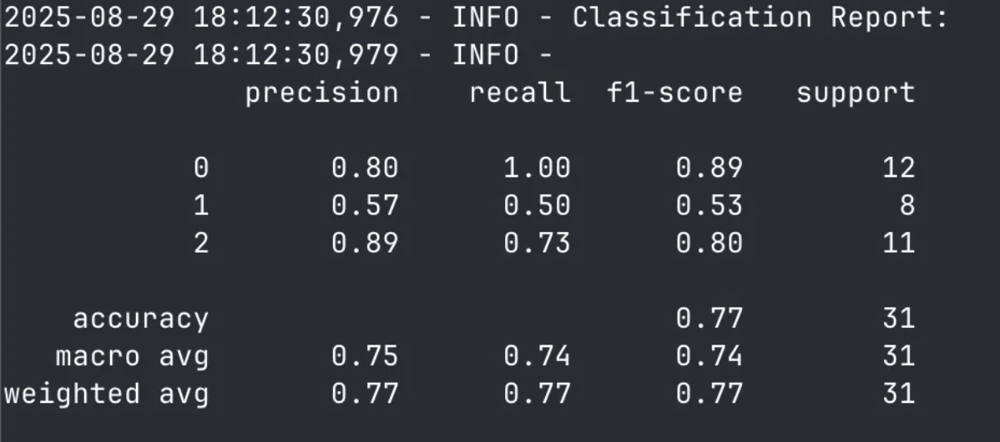 2025-08-29 18:12:30,976 - INFO - Classification Report:
2025-08-29 18:12:30,979 - INFO -
              precision    recall  f1-score   support

           0       0.80      1.00      0.89        12
           1       0.57      0.50      0.53         8
           2       0.89      0.73      0.80        11

    accuracy                           0.77        31
   macro avg       0.75      0.74      0.74        31
weighted avg       0.77      0.77      0.77        31